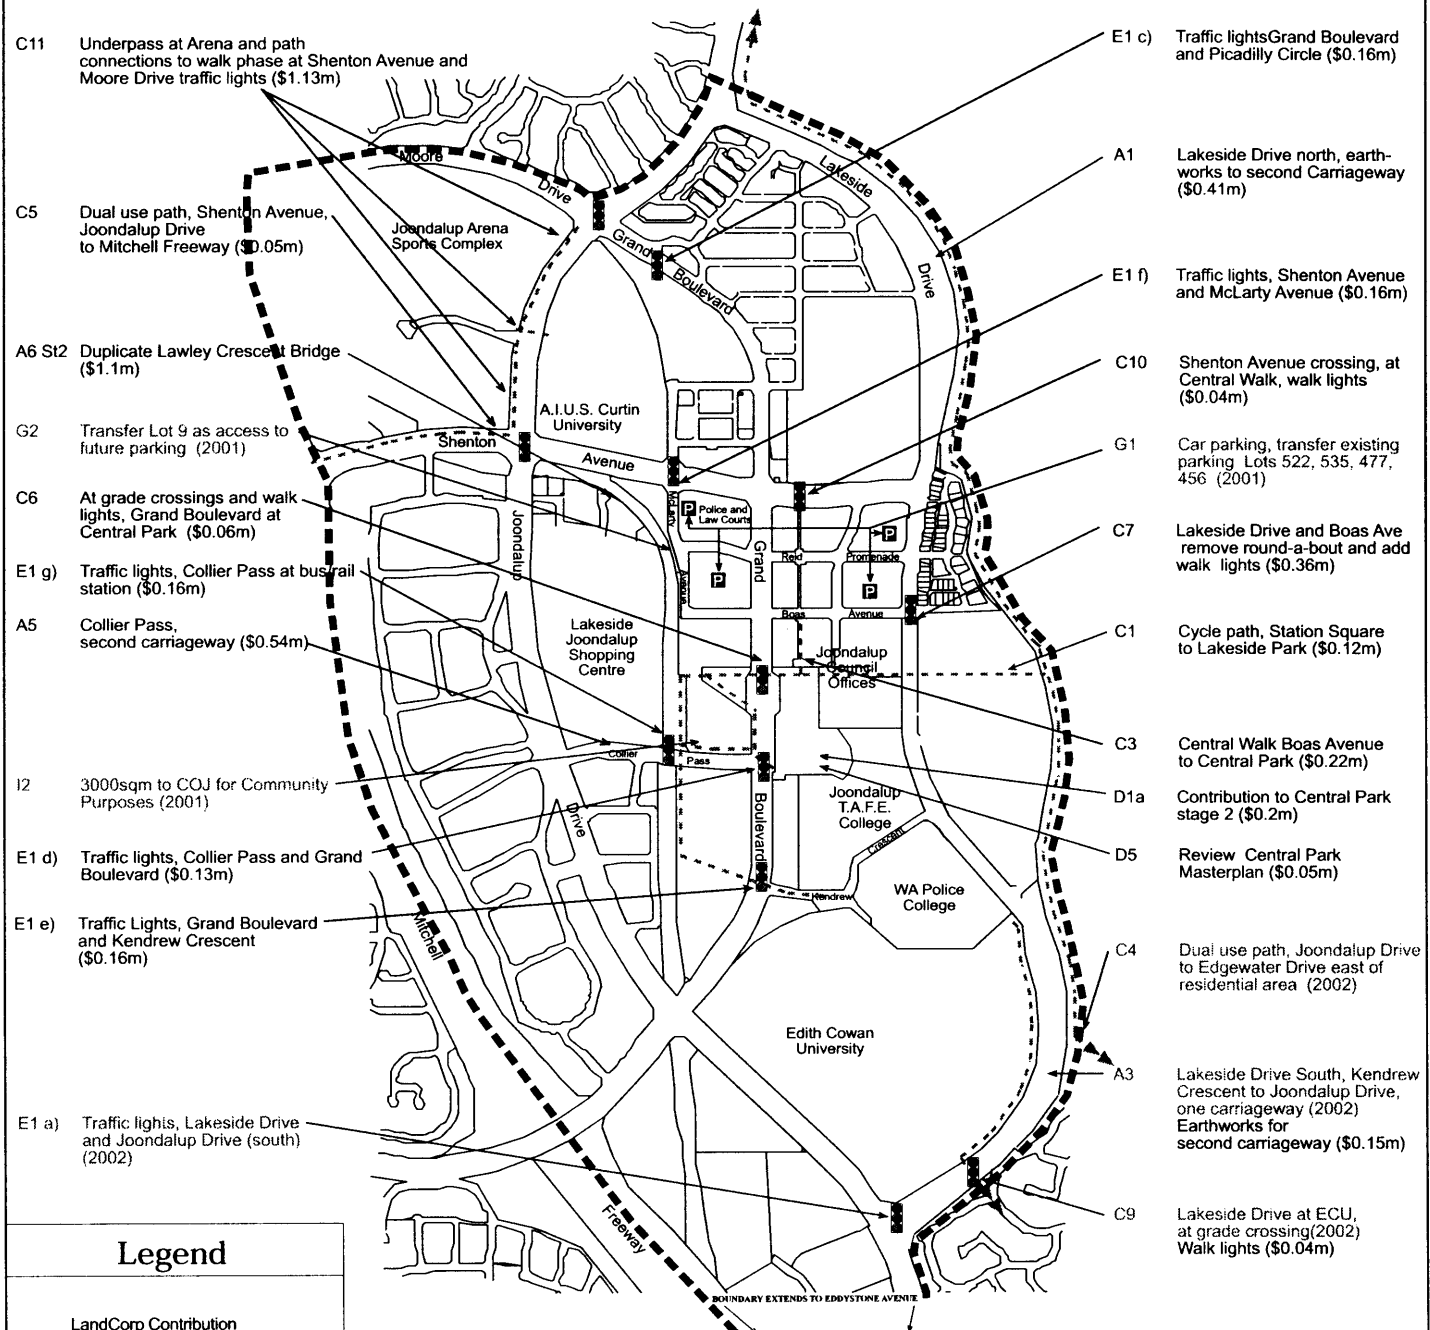 C11 Underpass at Arena and path
connections to walk phase at Shenton Avenue and
Moore Drive traffic lights ($1.13m)
C5 Dual use path, Shenton Avenue,
Joondalup Drive
to Mitchell Freeway ($0.05m)
A6 St2 Duplicate Lawley Crescent Bridge
($1.1m)
G2 Transfer Lot 9 as access to
future parking (2001)
C6 At grade crossings and walk
lights, Grand Boulevard at
Central Park ($0.06m)
E1 g) Traffic lights, Collier Pass at bus/rail
station ($0.16m)
A5 Collier Pass,
second carriageway ($0.54m)
I2 3000sqm to COJ for Community
Purposes (2001)
E1 d) Traffic lights, Collier Pass and Grand
Boulevard ($0.13m)
E1 e) Traffic Lights, Grand Boulevard
and Kendrew Crescent
($0.16m)
E1 a) Traffic lights, Lakeside Drive
and Joondalup Drive (south)
(2002)
Legend
LandCorp Contribution
Moore
Drive
Joondalup Arena
Sports Complex
Grand
Boulevard
Lakeside
Drive
A.I.U.S. Curtin
University
Shenton
Avenue
McLarty
Avenue
P
Police and
Law Courts
P
P
P
Grand
Reid
Promenade
Boas
Avenue
Joondalup
Lakeside
Joondalup
Shopping
Centre
Joondalup
Council
Offices
Collier
Pass
Drive
Boulevard
Joondalup
T.A.F.E.
College
Crescent
Kendrew
WA Police
College
Mitchell
Edith Cowan
University
Freeway
BOUNDARY EXTENDS TO EDDYSTONE AVENUE
E1 c) Traffic lightsGrand Boulevard
and Picadilly Circle ($0.16m)
A1 Lakeside Drive north, earth-
works to second Carriageway
($0.41m)
E1 f) Traffic lights, Shenton Avenue
and McLarty Avenue ($0.16m)
C10 Shenton Avenue crossing, at
Central Walk, walk lights
($0.04m)
G1 Car parking, transfer existing
parking Lots 522, 535, 477,
456 (2001)
C7 Lakeside Drive and Boas Ave
remove round-a-bout and add
walk lights ($0.36m)
C1 Cycle path, Station Square
to Lakeside Park ($0.12m)
C3 Central Walk Boas Avenue
to Central Park ($0.22m)
D1a Contribution to Central Park
stage 2 ($0.2m)
D5 Review Central Park
Masterplan ($0.05m)
C4 Dual use path, Joondalup Drive
to Edgewater Drive east of
residential area (2002)
A3 Lakeside Drive South, Kendrew
Crescent to Joondalup Drive,
one carriageway (2002)
Earthworks for
second carriageway ($0.15m)
C9 Lakeside Drive at ECU,
at grade crossing(2002)
Walk lights ($0.04m)